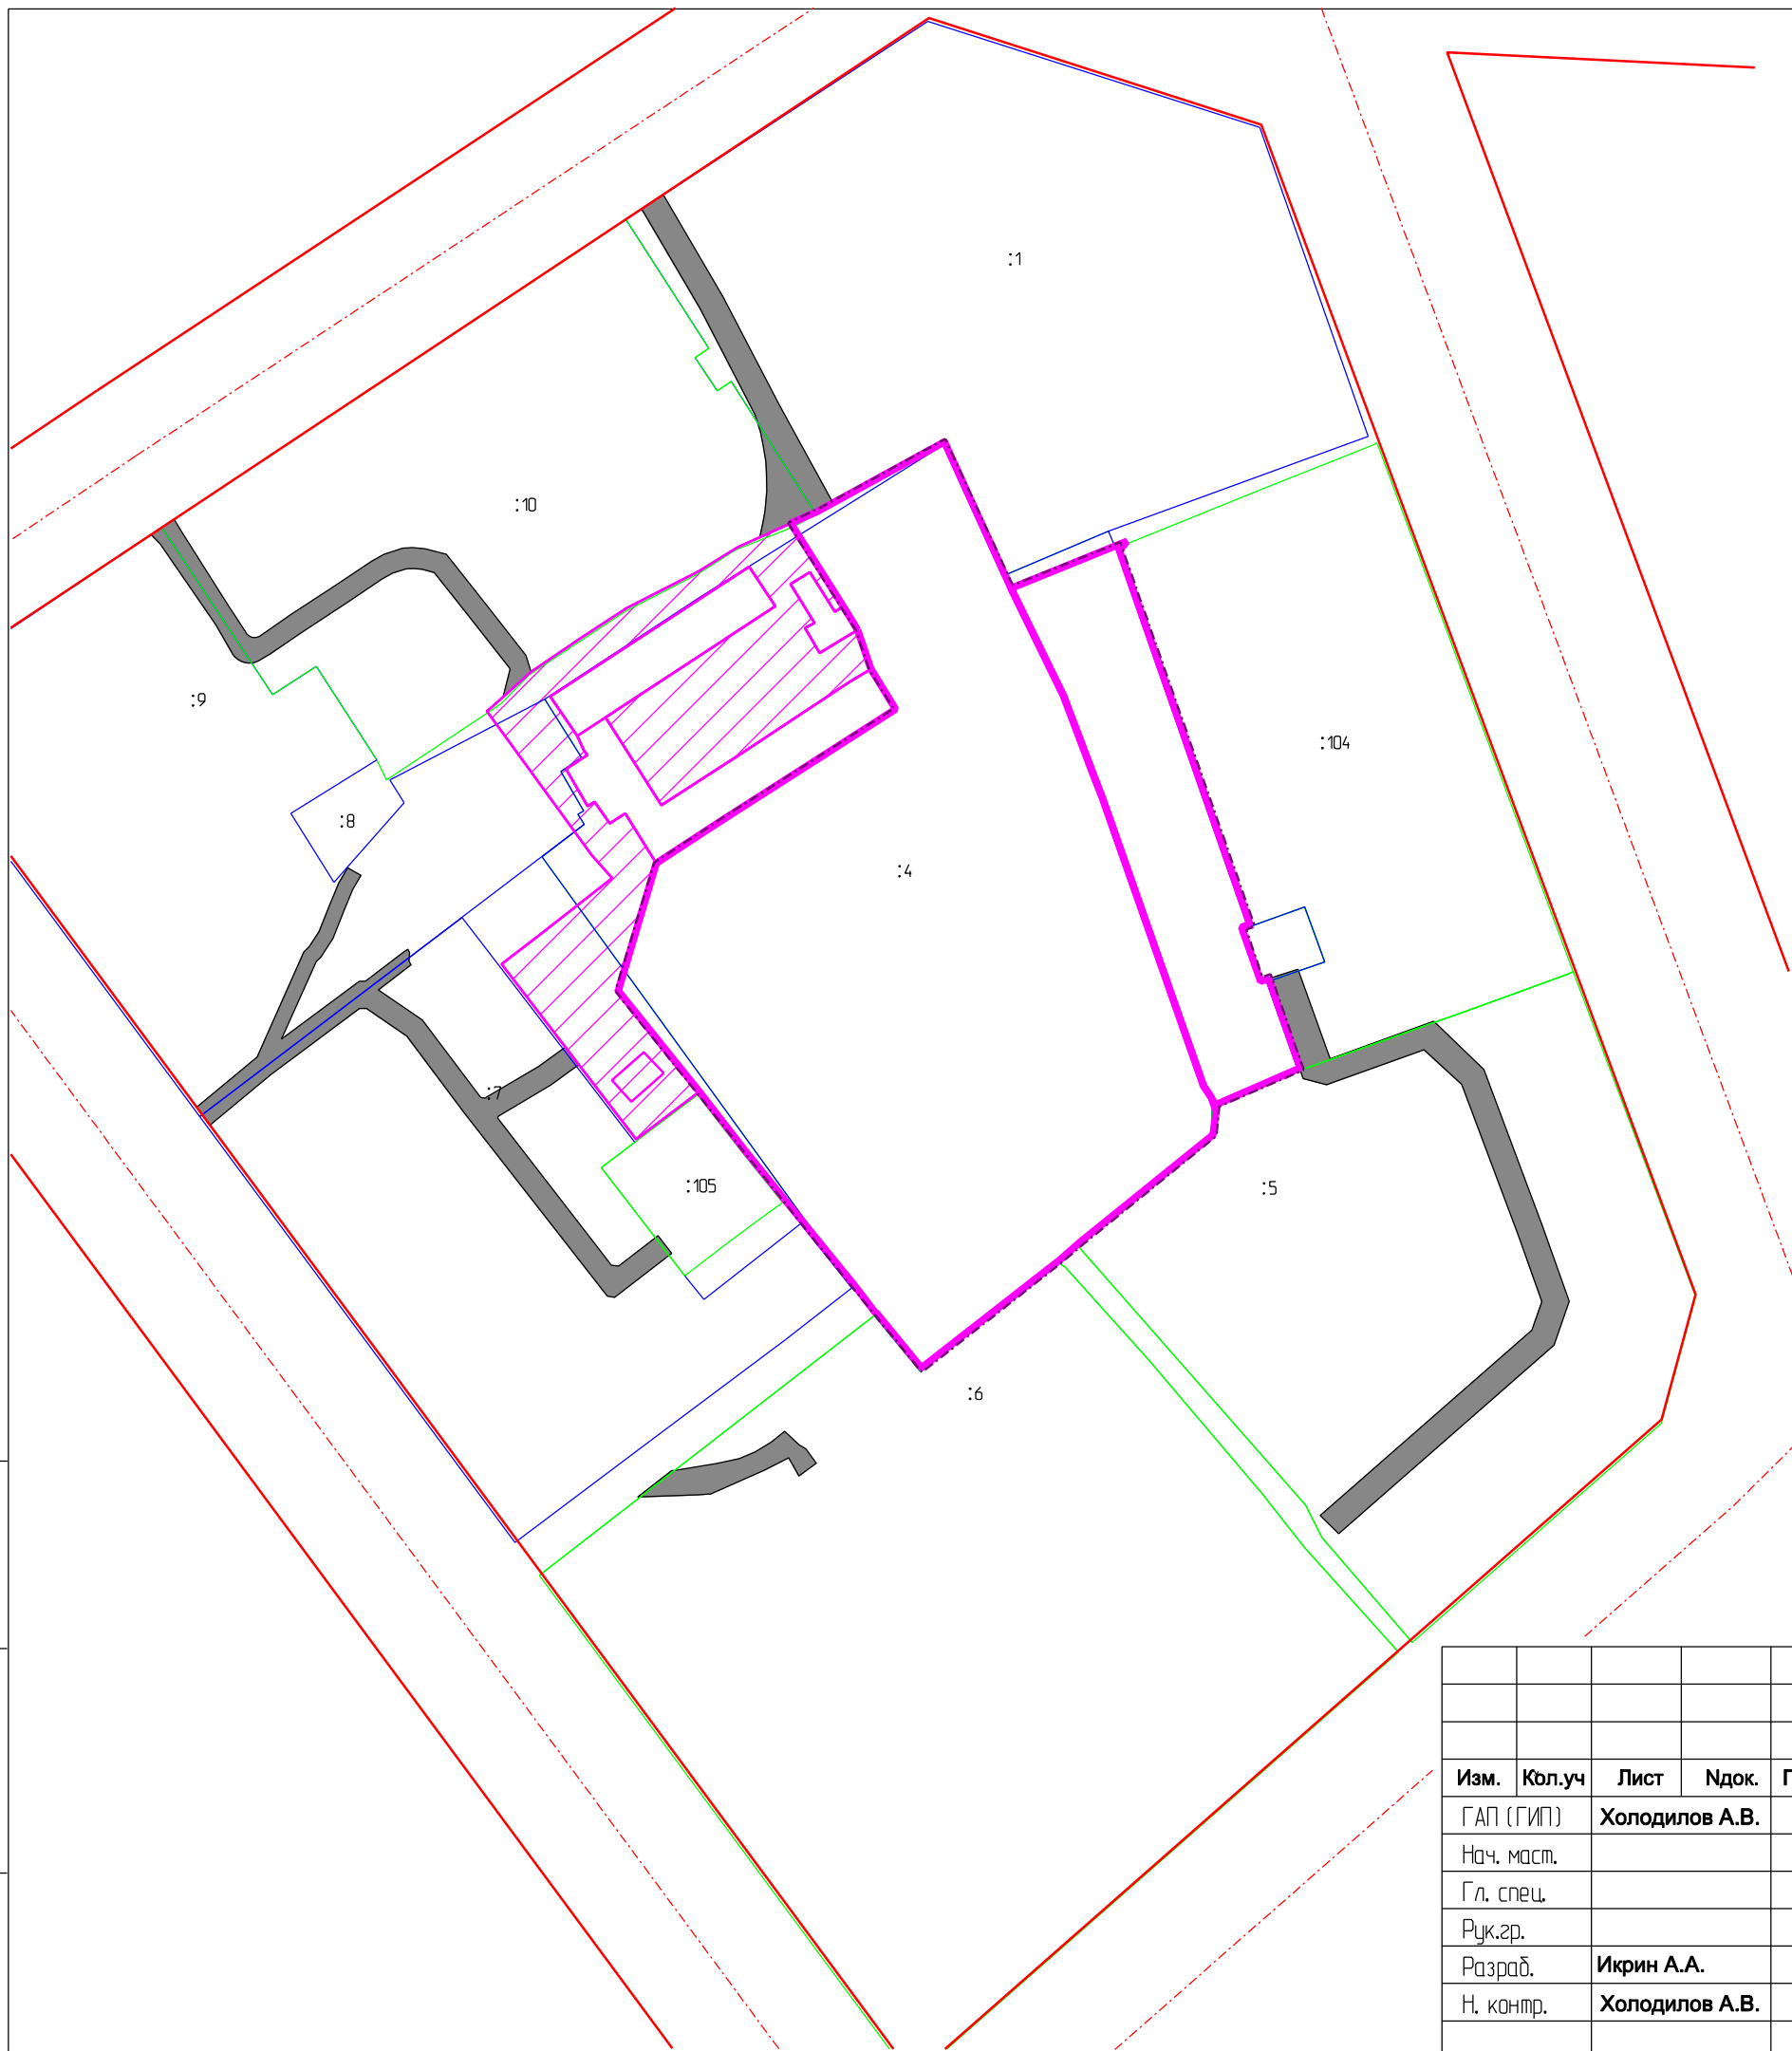 :1
:10
:9
:104
:8
:4
:7
:105
:5
:6
Изм. Кол.уч Лист Nдок.
ГАП (ГИП) Холодилов А.В.
Нач. маст.
Гл. спец.
Рук.гр.
Разраб. Икрин А.А.
Н. контр. Холодилов А.В.